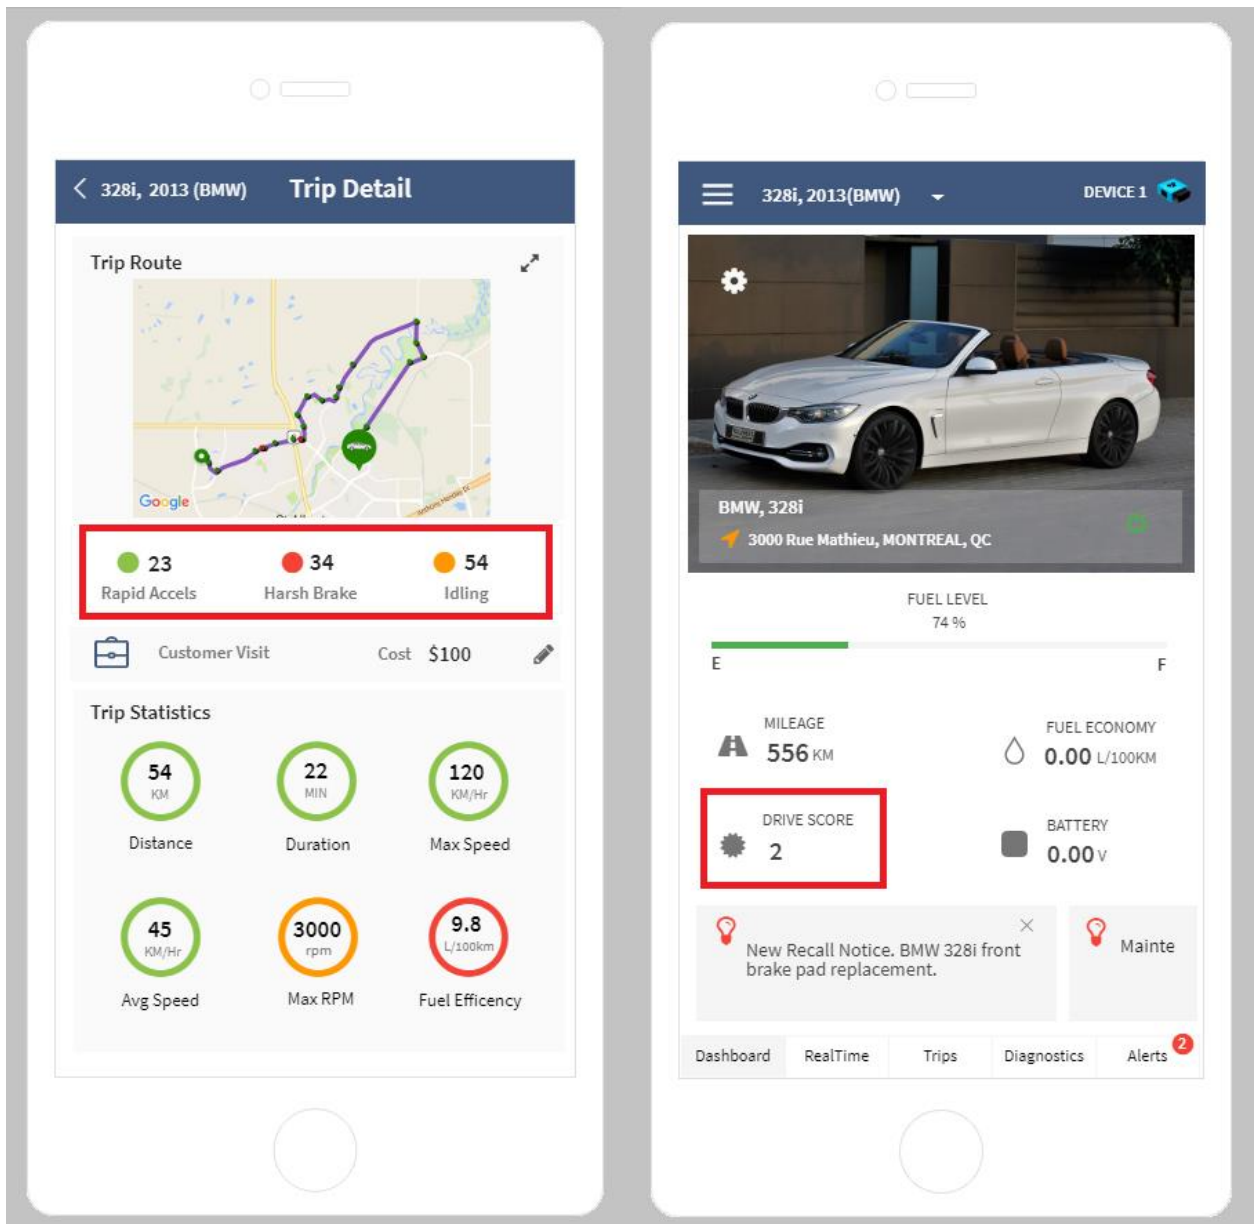 328i, 2013 (BMW) Trip Detail
Trip Route
Google
23 34 54
Rapid Accels Harsh Brake Idling
Customer Visit Cost $100
Trip Statistics
54 22 120
KM MIN KM/Hr
Distance Duration Max Speed
45 3000 9.8
KM/Hr rpm L/100km
Avg Speed Max RPM Fuel Efficency
328i, 2013(BMW) DEVICE 1
BMW, 328i
3000 Rue Mathieu, MONTREAL, QC
FUEL LEVEL
74 %
E F
MILEAGE FUEL ECONOMY
556 KM 0.00 L/100KM
DRIVE SCORE BATTERY
2 0.00 V
New Recall Notice. BMW 328i front Mainte
brake pad replacement.
Dashboard RealTime Trips Diagnostics Alerts 2